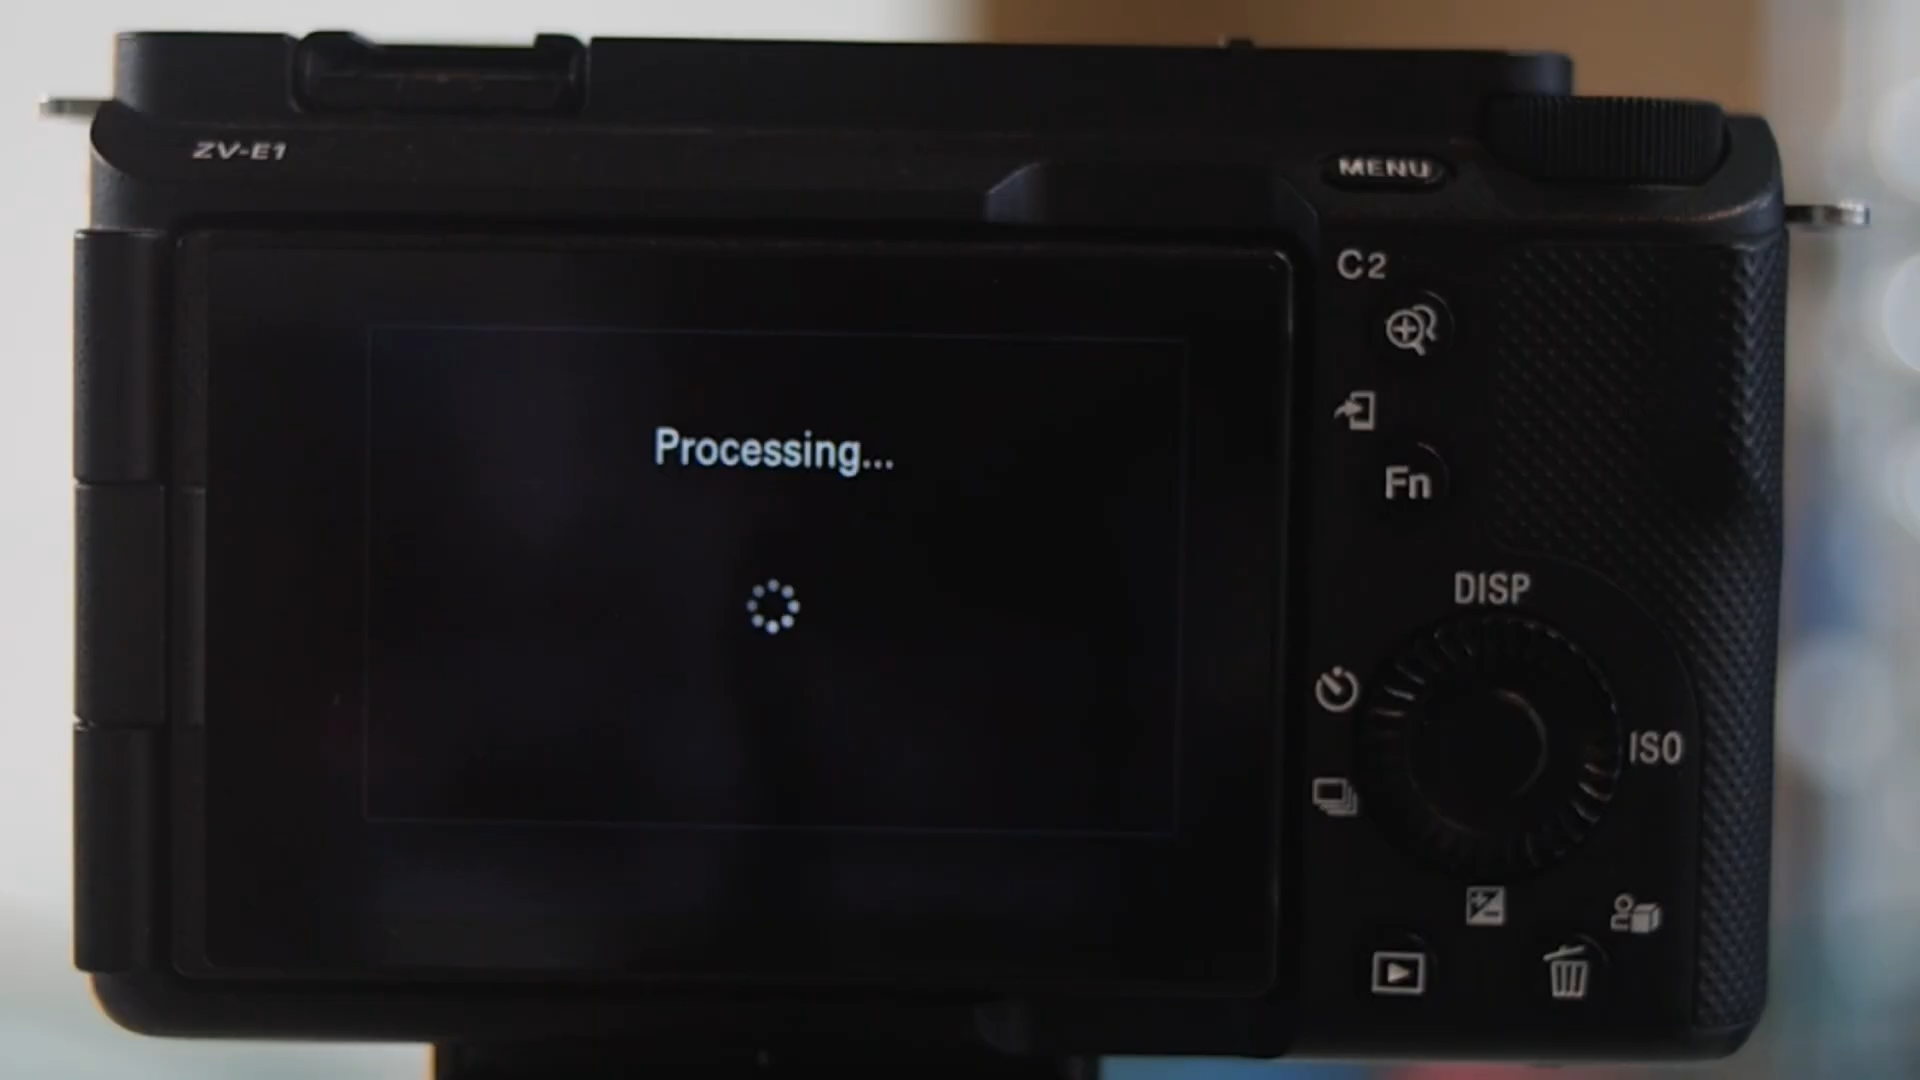 ZV-E1
MENU
C2
Processing...
Fn
DISP
ISO